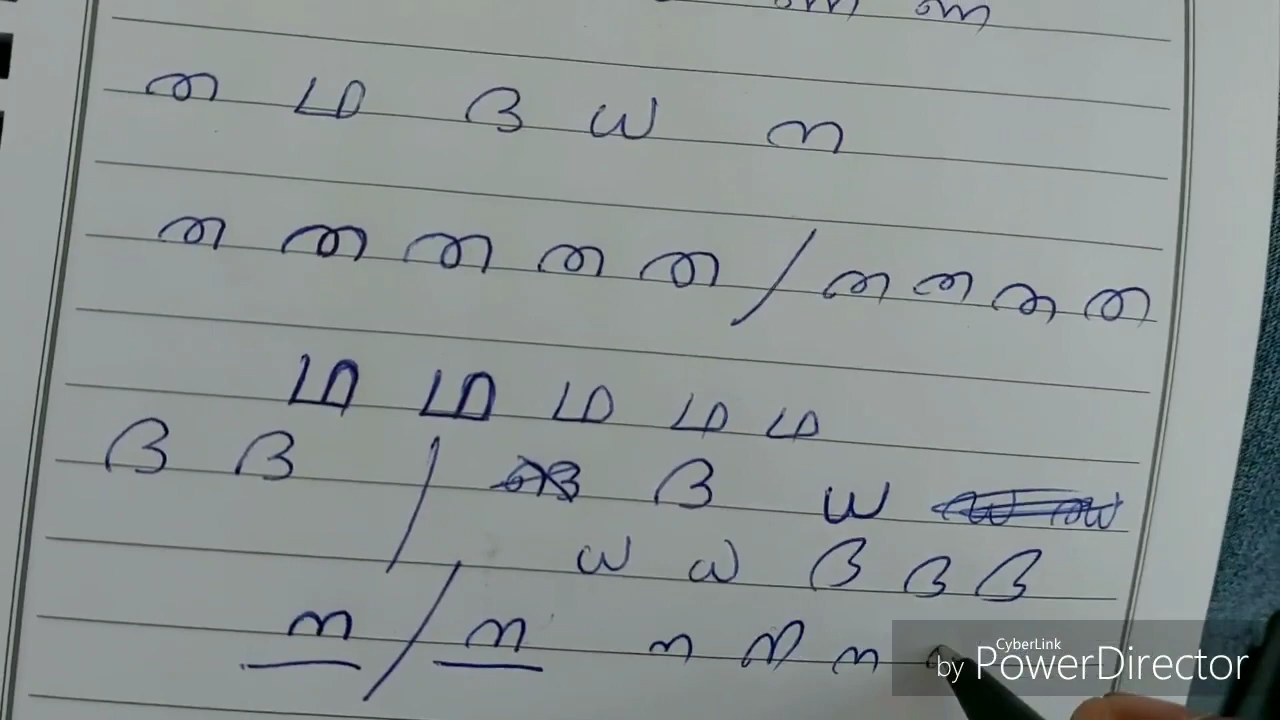 ത ഥ ദ ധ ന
ത ത ത ത ത / ത ത ത ത
ഥ ഥ ഥ ഥ ഥ
ദ ദ / ദ ധ
ധ ധ ദ ദ ദ
ന / ന ന ന ന
CyberLink
by PowerDirector